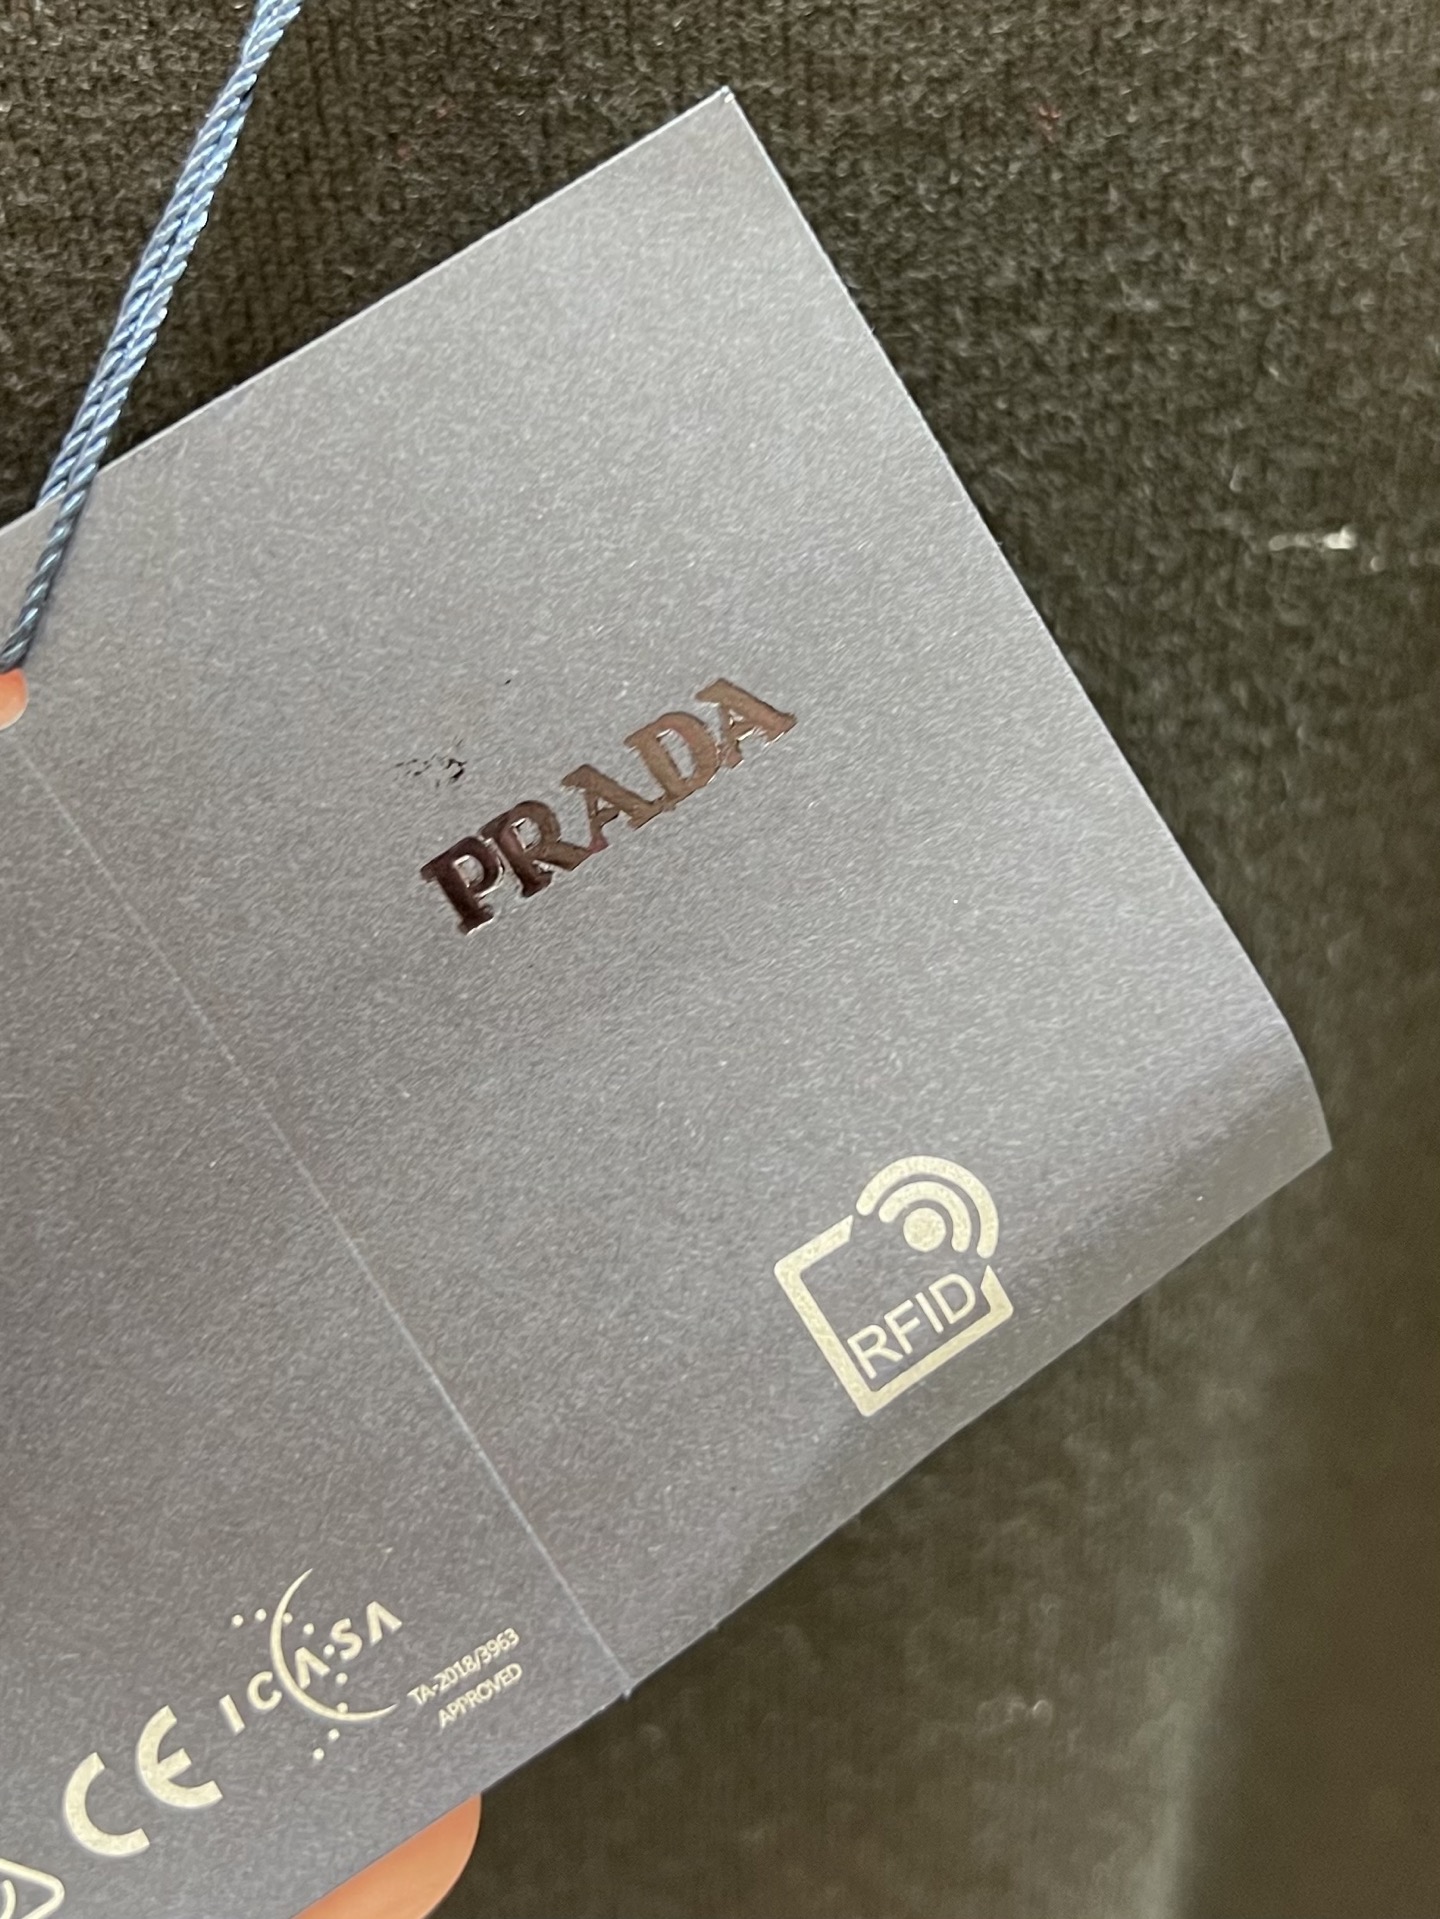 PRADA
RFID
ICASA
TA-2018/3963
APPROVED
CE